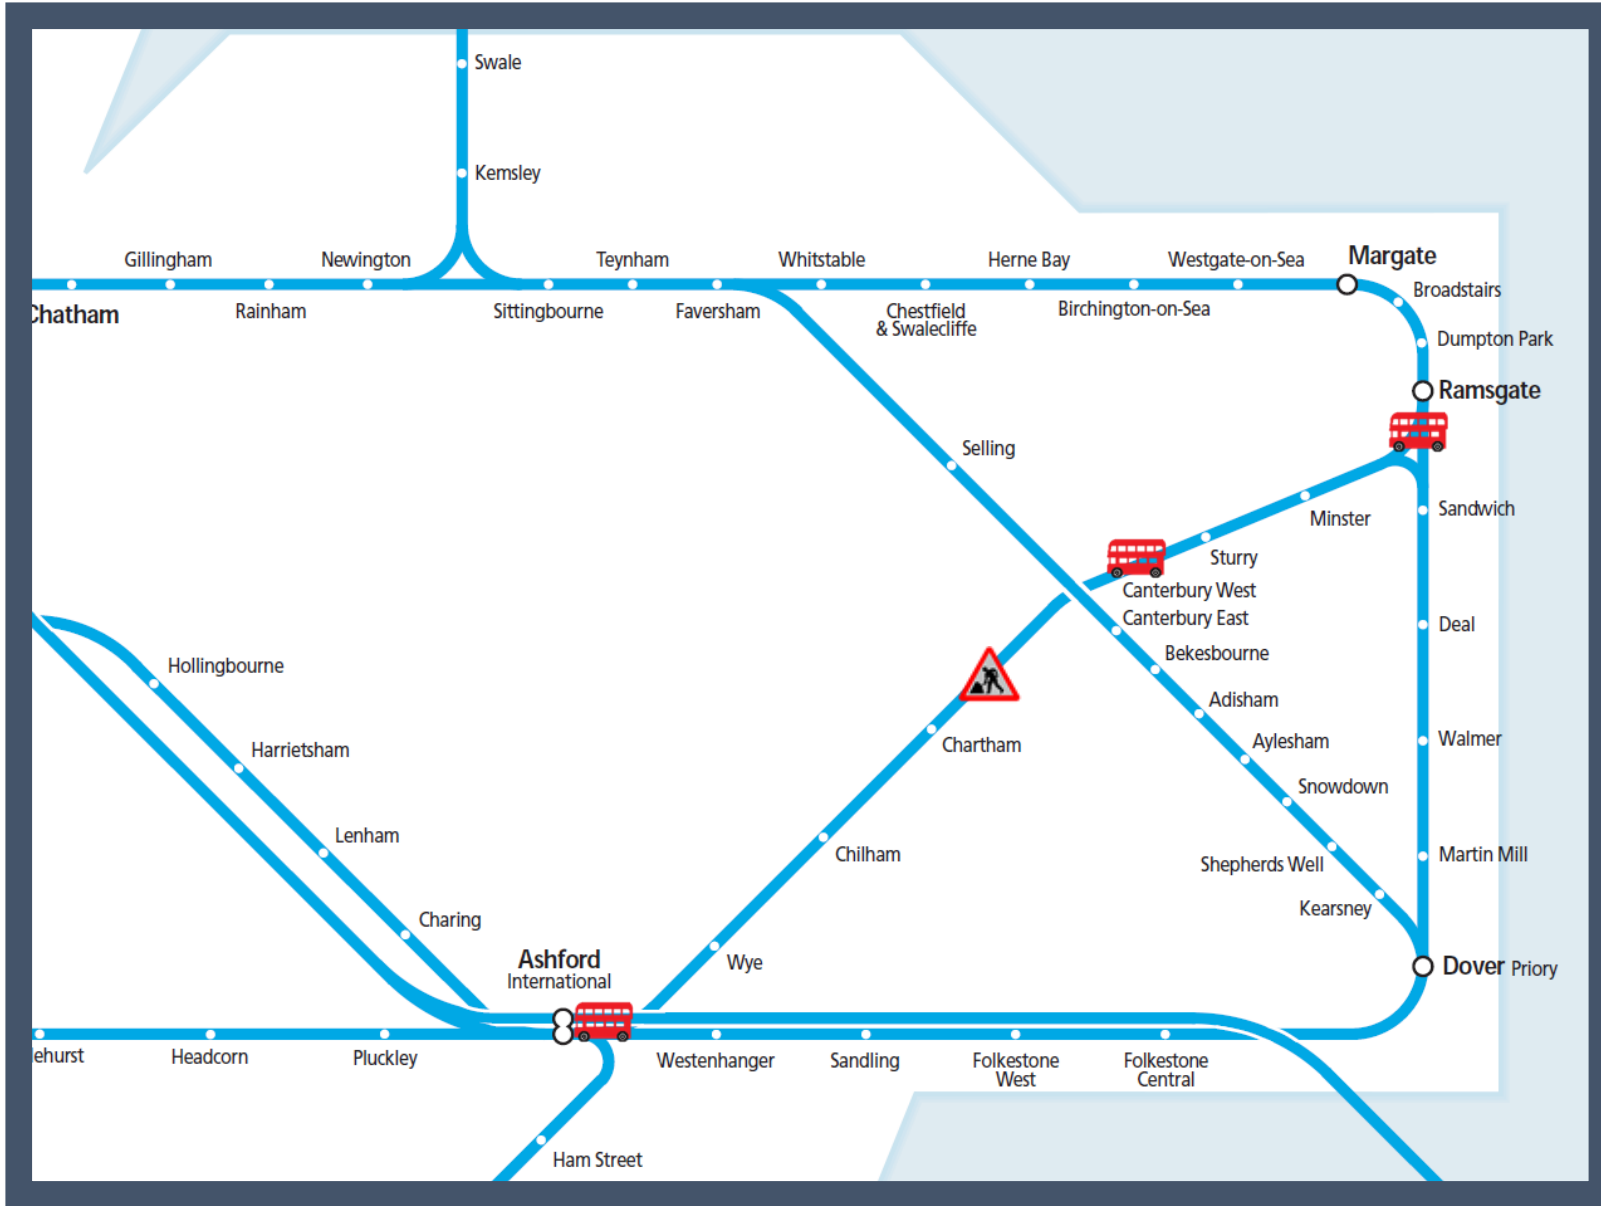 Swale
Kemsley
Gillingham
Newington
Teynham
Whitstable
Herne Bay
Westgate-on-Sea
Margate
Broadstairs
Chatham
Rainham
Sittingbourne
Faversham
Chestfield
& Swalecliffe
Birchington-on-Sea
Dumpton Park
Ramsgate
Selling
Sandwich
Minster
Sturry
Canterbury West
Canterbury East
Deal
Bekesbourne
Hollingbourne
Adisham
Aylesham
Walmer
Chartham
Harrietsham
Snowdown
Lenham
Chilham
Shepherds Well
Martin Mill
Kearsney
Charing
Ashford
International
Wye
Dover Priory
lehurst
Headcorn
Pluckley
Westenhanger
Sandling
Folkestone
West
Folkestone
Central
Ham Street